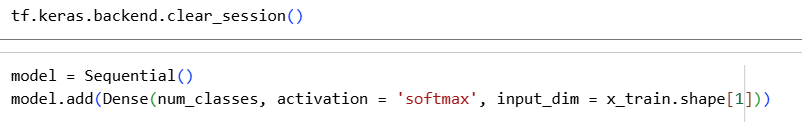 tf.keras.backend.clear_session()
model = Sequential()
model.add(Dense(num_classes, activation = 'softmax', input_dim = x_train.shape[1]))